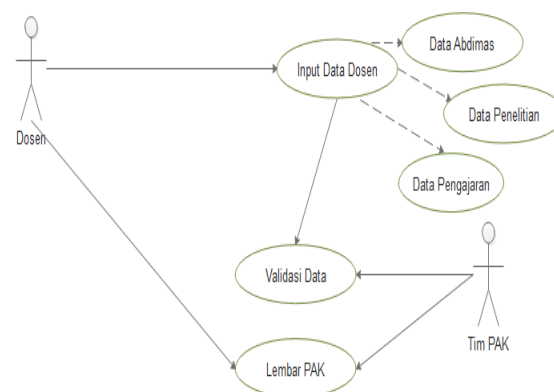 Data Abdimas
Input Data Dosen
Data Penelitian
Dosen
Data Pengajaran
Validasi Data
Tim PAK
Lembar PAK